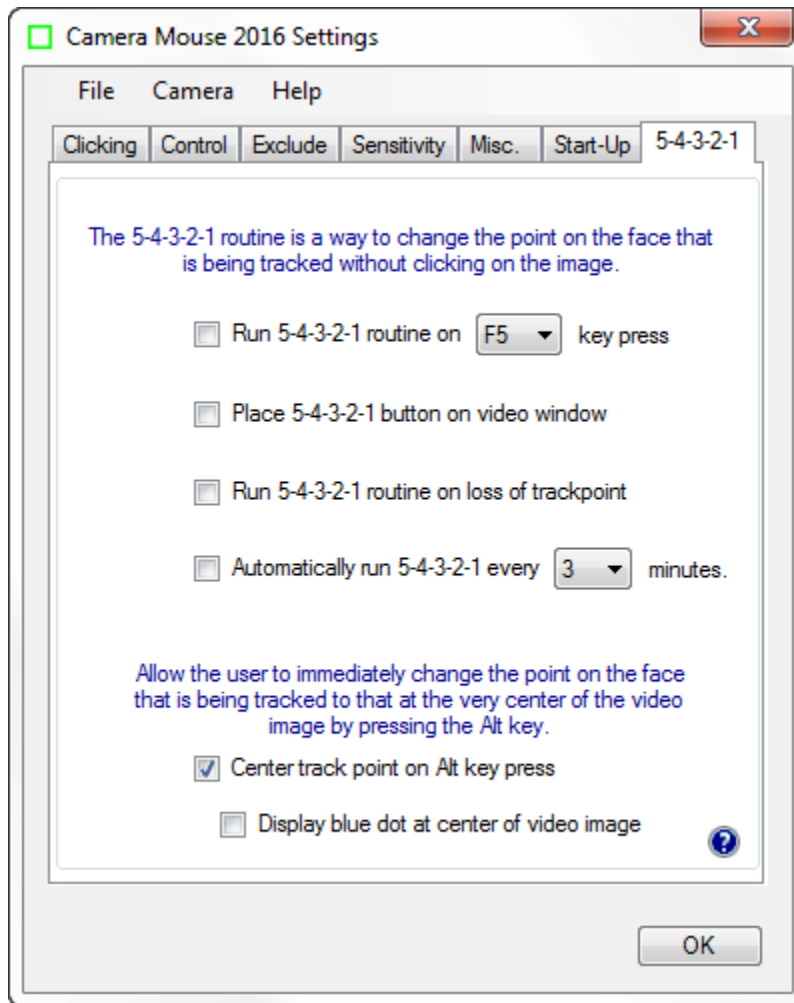 Camera Mouse 2016 Settings
File Camera Help
Clicking Control Exclude Sensitivity Misc. Start-Up 5-4-3-2-1
The 5-4-3-2-1 routine is a way to change the point on the face that
is being tracked without clicking on the image.
Run 5-4-3-2-1 routine on F5 key press
Place 5-4-3-2-1 button on video window
Run 5-4-3-2-1 routine on loss of trackpoint
Automatically run 5-4-3-2-1 every 3 minutes.
Allow the user to immediately change the point on the face
that is being tracked to that at the very center of the video
image by pressing the Alt key.
Center track point on Alt key press
Display blue dot at center of video image
?
OK